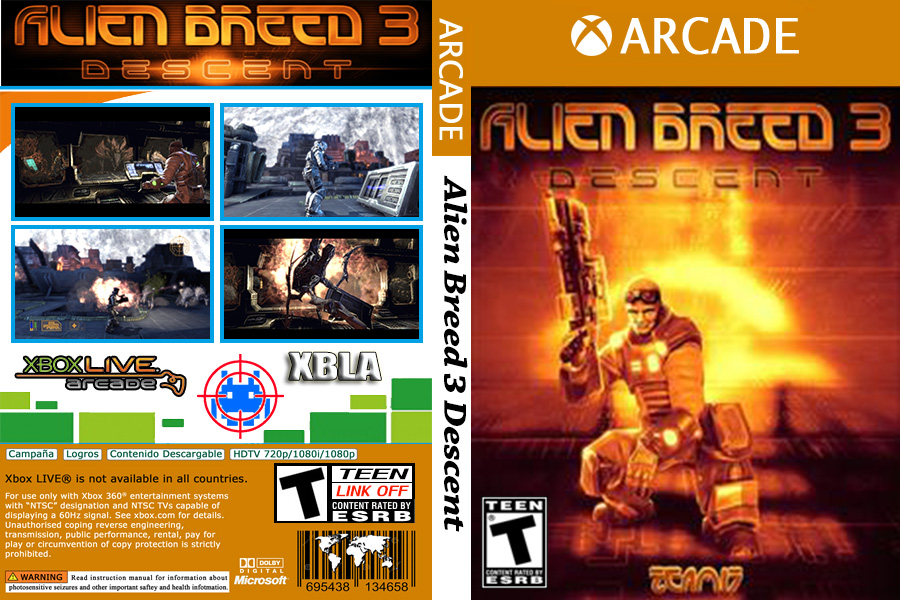 ALIEN BREED 3
DESCENT
XBOX LIVE.
arcade
XBLA
Campaña
Logros
Contenido Descargable
HDTV 720p/1080i/1080p
Xbox LIVE® is not available in all countries.
For use only with Xbox 360® entertainment systems
with "NTSC" designation and NTSC TVs capable of
displaying a 60Hz signal. See xbox.com for details.
Unauthorised coping reverse engineering,
transmission, public performance, rental, pay for
play or circumvention of copy protection is strictly
prohibited.
WARNING Read instruction manual for information about
photosensitive seizures and other important saftey and health infotmation.
DOLBY
DIGITAL
Microsoft
T
TEEN
LINK OFF
CONTENT RATED BY
ESRB
695438 134658
ARCADE
Alien Breed 3 Descent
ARCADE
ALIEN BREED 3
DESCENT
TEEN
T
CONTENT RATED BY
ESRB
TEAM17